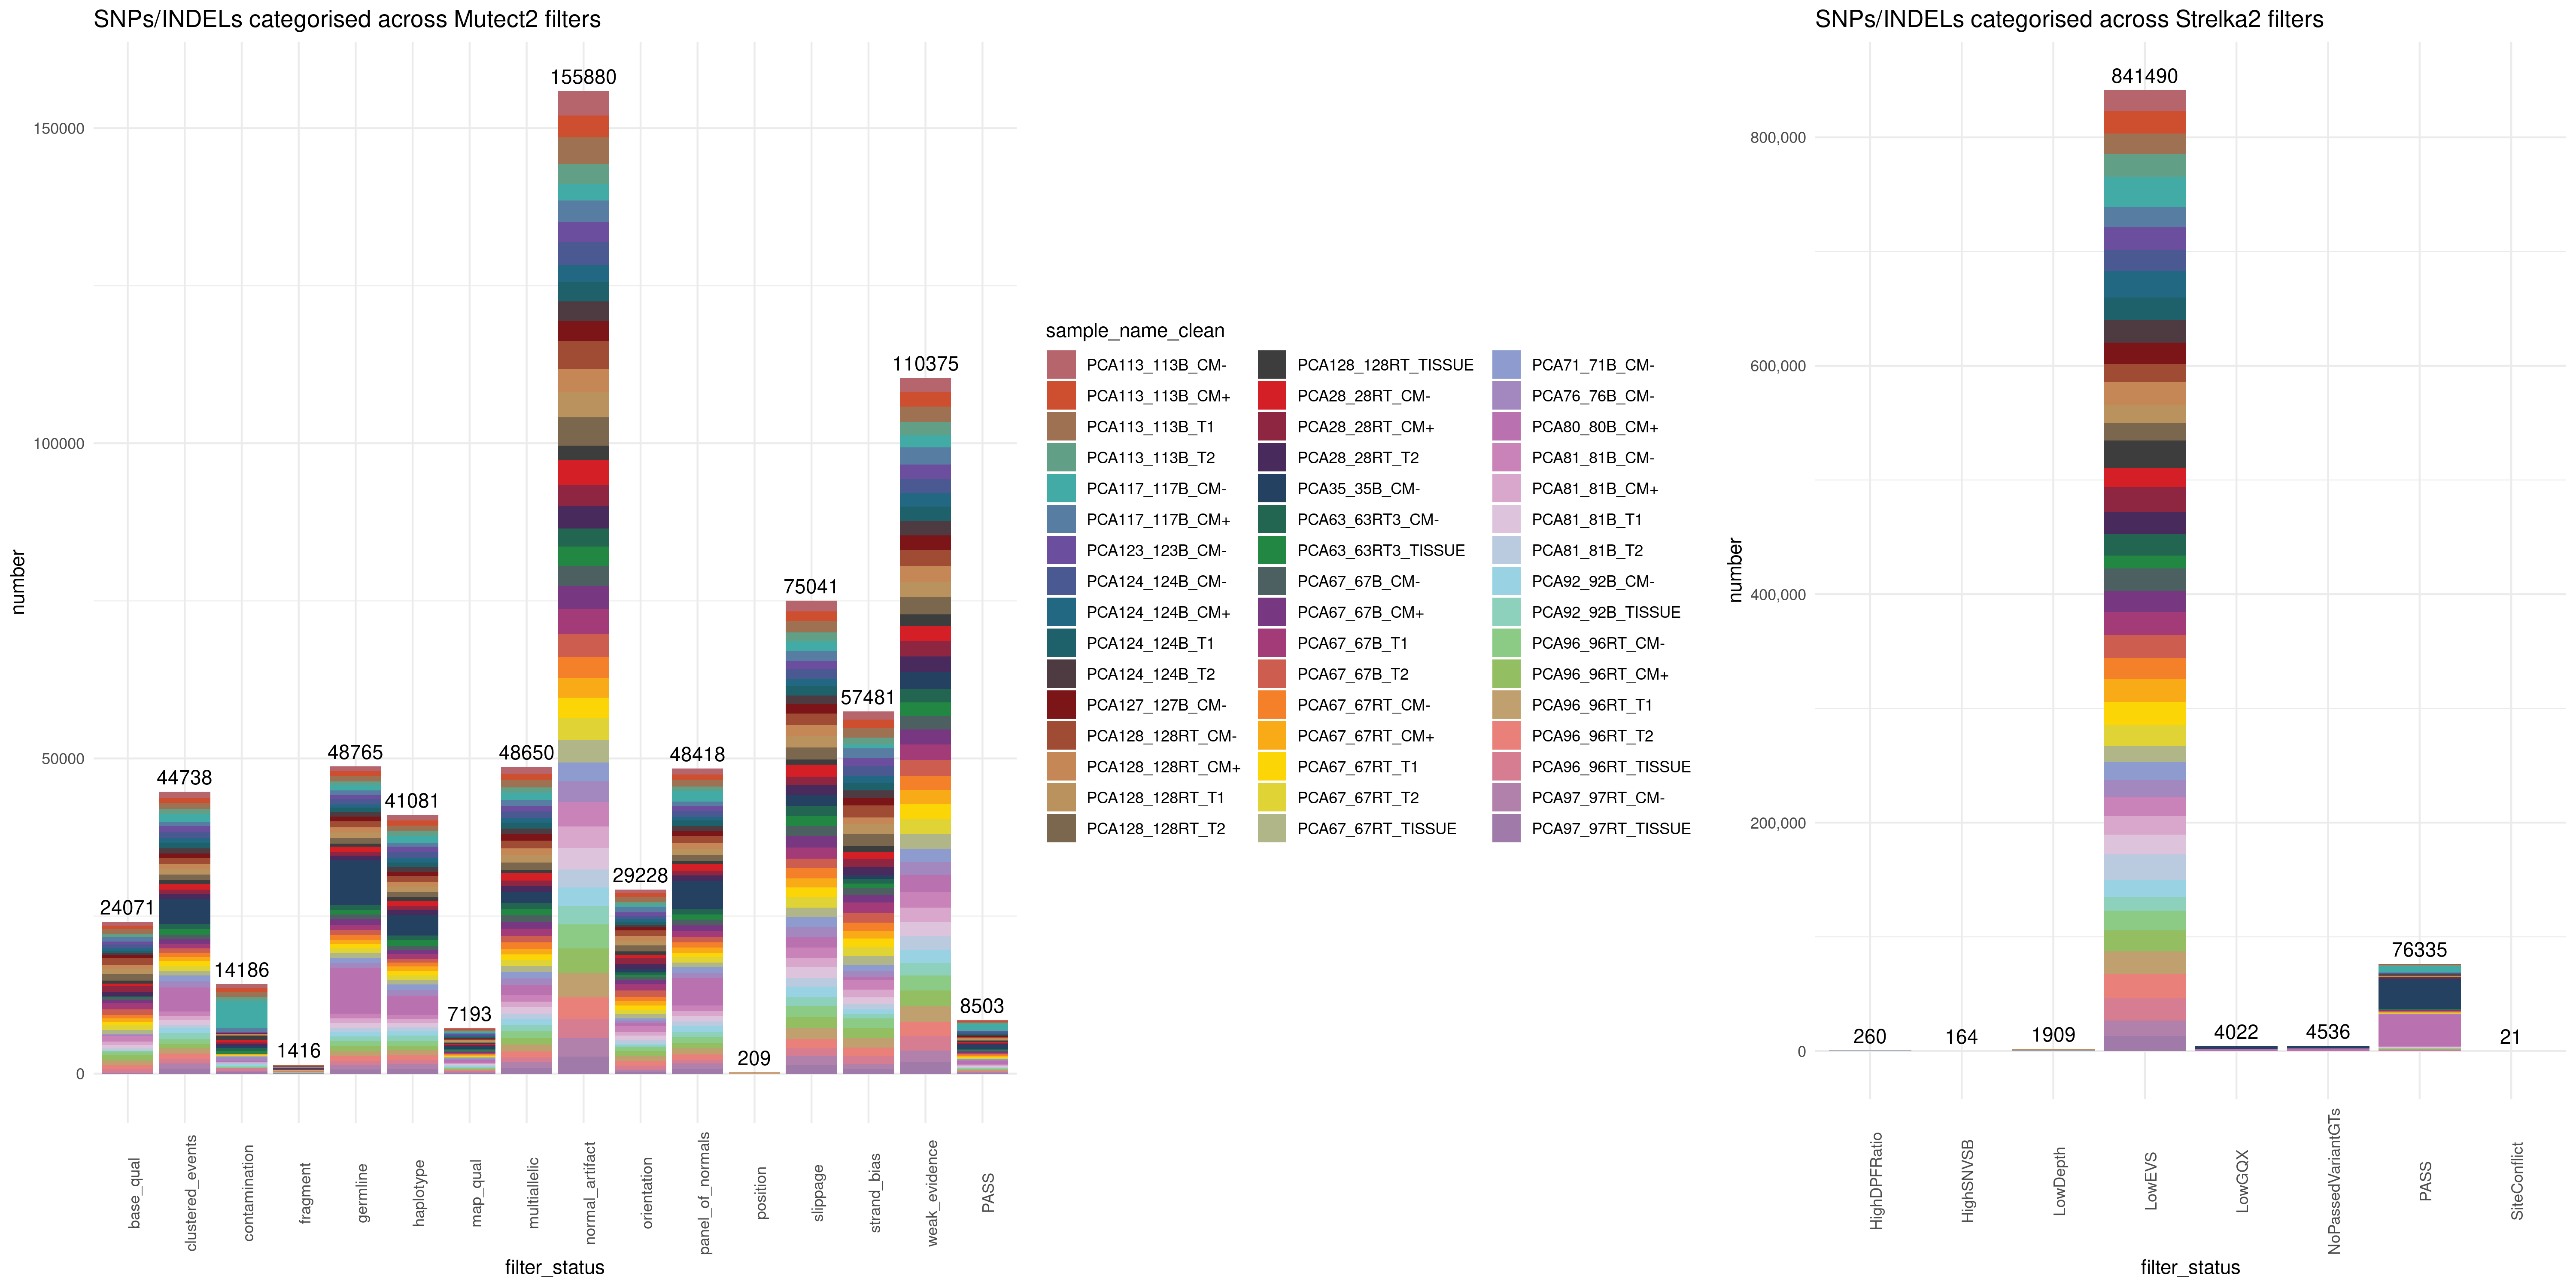 SNPs/INDELs categorised across Mutect2 filters
number
150000
100000
50000
0
24071
44738
14186
1416
48765
41081
7193
48650
155880
29228
48418
209
75041
57481
110375
8503
base_qual
clustered_events
contamination
fragment
germline
haplotype
map_qual
multiallelic
normal_artifact
orientation
panel_of_normals
position
slippage
strand_bias
weak_evidence
PASS
filter_status
sample_name_clean
PCA113_113B_CM-
PCA113_113B_CM+
PCA113_113B_T1
PCA113_113B_T2
PCA117_117B_CM-
PCA117_117B_CM+
PCA123_123B_CM-
PCA124_124B_CM-
PCA124_124B_CM+
PCA124_124B_T1
PCA124_124B_T2
PCA127_127B_CM-
PCA128_128RT_CM-
PCA128_128RT_CM+
PCA128_128RT_T1
PCA128_128RT_T2
PCA128_128RT_TISSUE
PCA28_28RT_CM-
PCA28_28RT_CM+
PCA28_28RT_T2
PCA35_35B_CM-
PCA63_63RT3_CM-
PCA63_63RT3_TISSUE
PCA67_67B_CM-
PCA67_67B_CM+
PCA67_67B_T1
PCA67_67B_T2
PCA67_67RT_CM-
PCA67_67RT_CM+
PCA67_67RT_T1
PCA67_67RT_T2
PCA67_67RT_TISSUE
PCA71_71B_CM-
PCA76_76B_CM-
PCA80_80B_CM+
PCA81_81B_CM-
PCA81_81B_CM+
PCA81_81B_T1
PCA81_81B_T2
PCA92_92B_CM-
PCA92_92B_TISSUE
PCA96_96RT_CM-
PCA96_96RT_CM+
PCA96_96RT_T1
PCA96_96RT_T2
PCA96_96RT_TISSUE
PCA97_97RT_CM-
PCA97_97RT_TISSUE
SNPs/INDELs categorised across Strelka2 filters
number
800,000
600,000
400,000
200,000
0
260
164
1909
841490
4022
4536
76335
21
HighDPFRatio
HighSNVSB
LowDepth
LowEVS
LowGQX
NoPassedVariantGTs
PASS
SiteConflict
filter_status